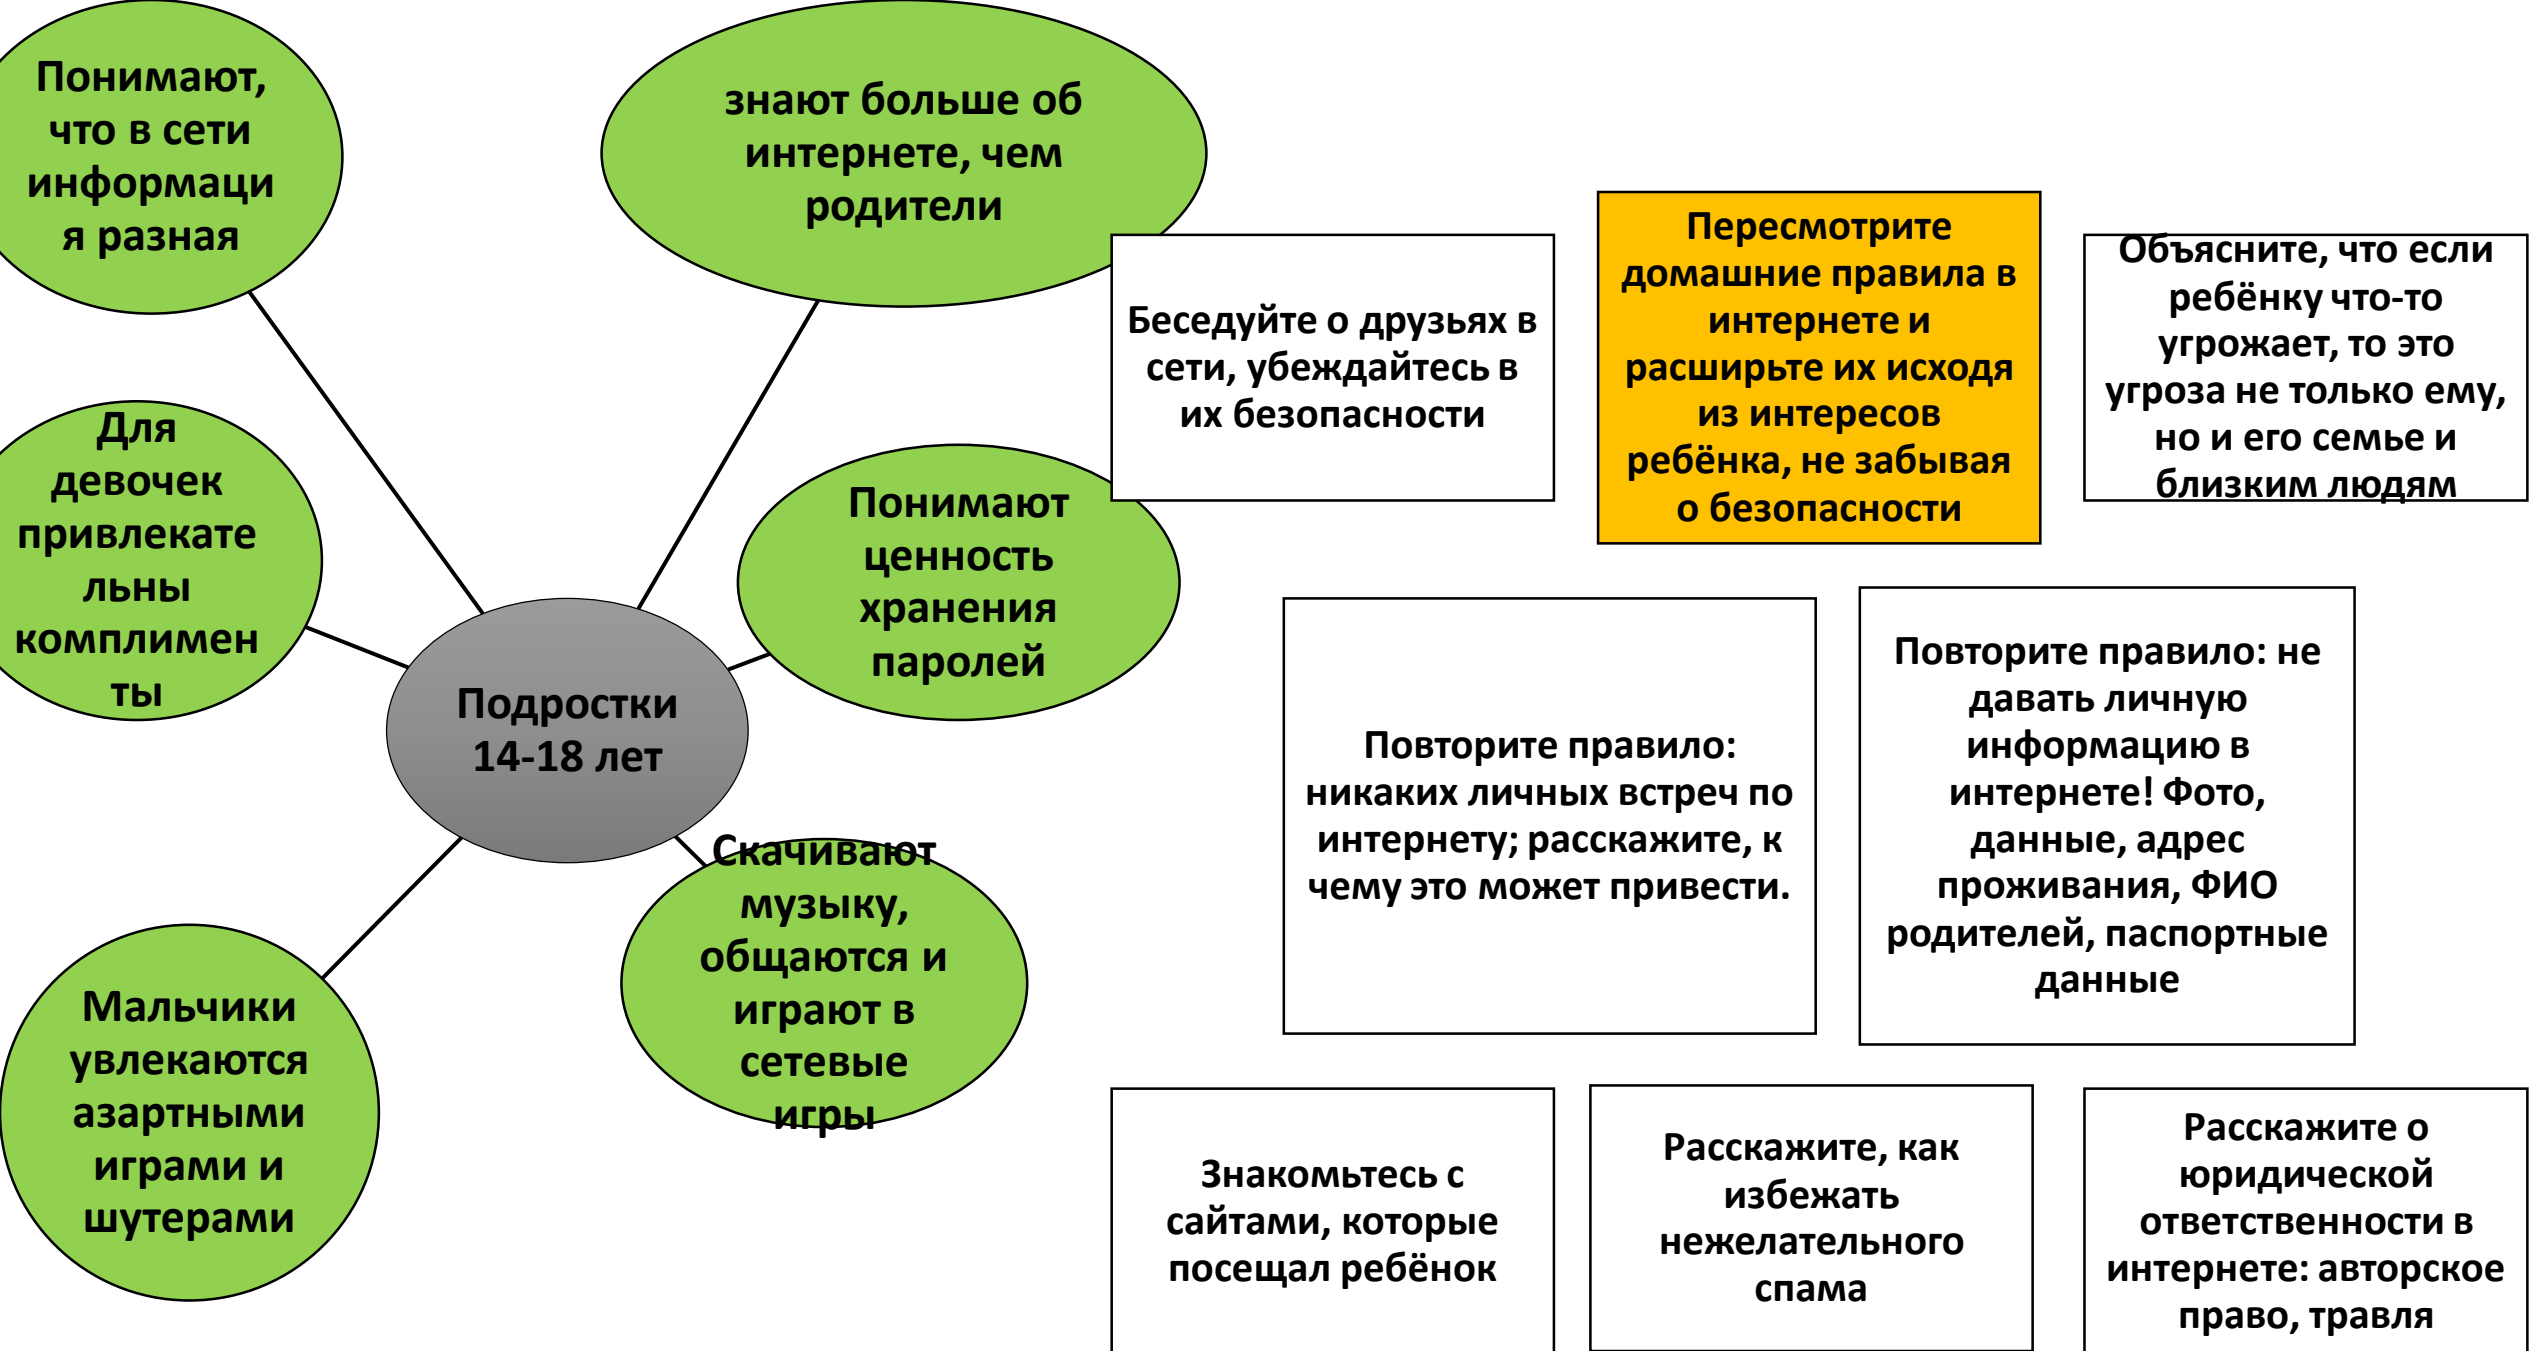 Понимают,
что в сети
информаци
я разная
знают больше об
интернете, чем
родители
Для
девочек
привлекате
льны
комплимен
ты
Понимают
ценность
хранения
паролей
Подростки
14-18 лет
Скачивают
музыку,
общаются и
играют в
сетевые
игры
Мальчики
увлекаются
азартными
играми и
шутерами
Беседуйте о друзьях в
сети, убеждайтесь в
их безопасности
Пересмотрите
домашние правила в
интернете и
расширьте их исходя
из интересов
ребёнка, не забывая
о безопасности
Объясните, что если
ребёнку что-то
угрожает, то это
угроза не только ему,
но и его семье и
близким людям
Повторите правило:
никаких личных встреч по
интернету; расскажите, к
чему это может привести.
Повторите правило: не
давать личную
информацию в
интернете! Фото,
данные, адрес
проживания, ФИО
родителей, паспортные
данные
Знакомьтесь с
сайтами, которые
посещал ребёнок
Расскажите, как
избежать
нежелательного
спама
Расскажите о
юридической
ответственности в
интернете: авторское
право, травля